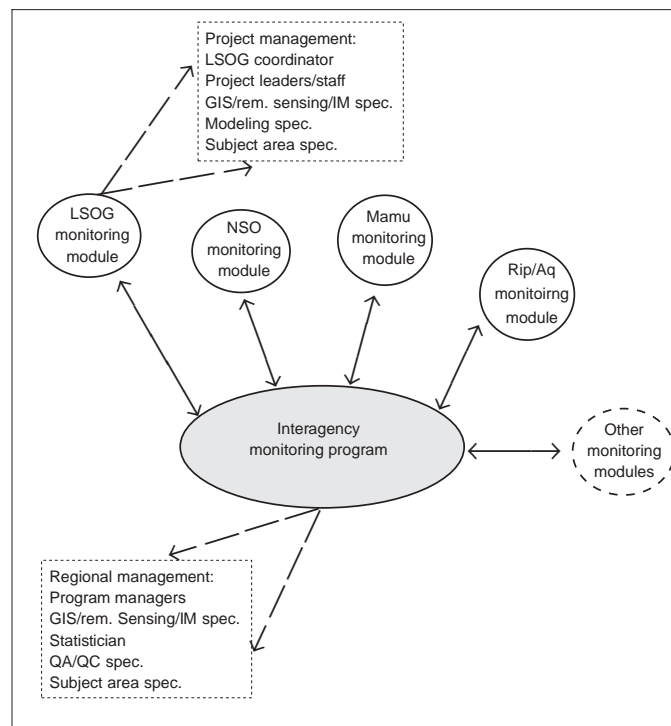 Project management:
LSOG coordinator
Project leaders/staff
GIS/rem. sensing/IM spec.
Modeling spec.
Subject area spec.
LSOG
monitoring
module
NSO
monitoring
module
Mamu
monitoring
module
Rip/Aq
monitoirng
module
Interagency
monitoring program
Other
monitoring
modules
Regional management:
Program managers
GIS/rem. Sensing/IM spec.
Statistician
QA/QC spec.
Subject area spec.